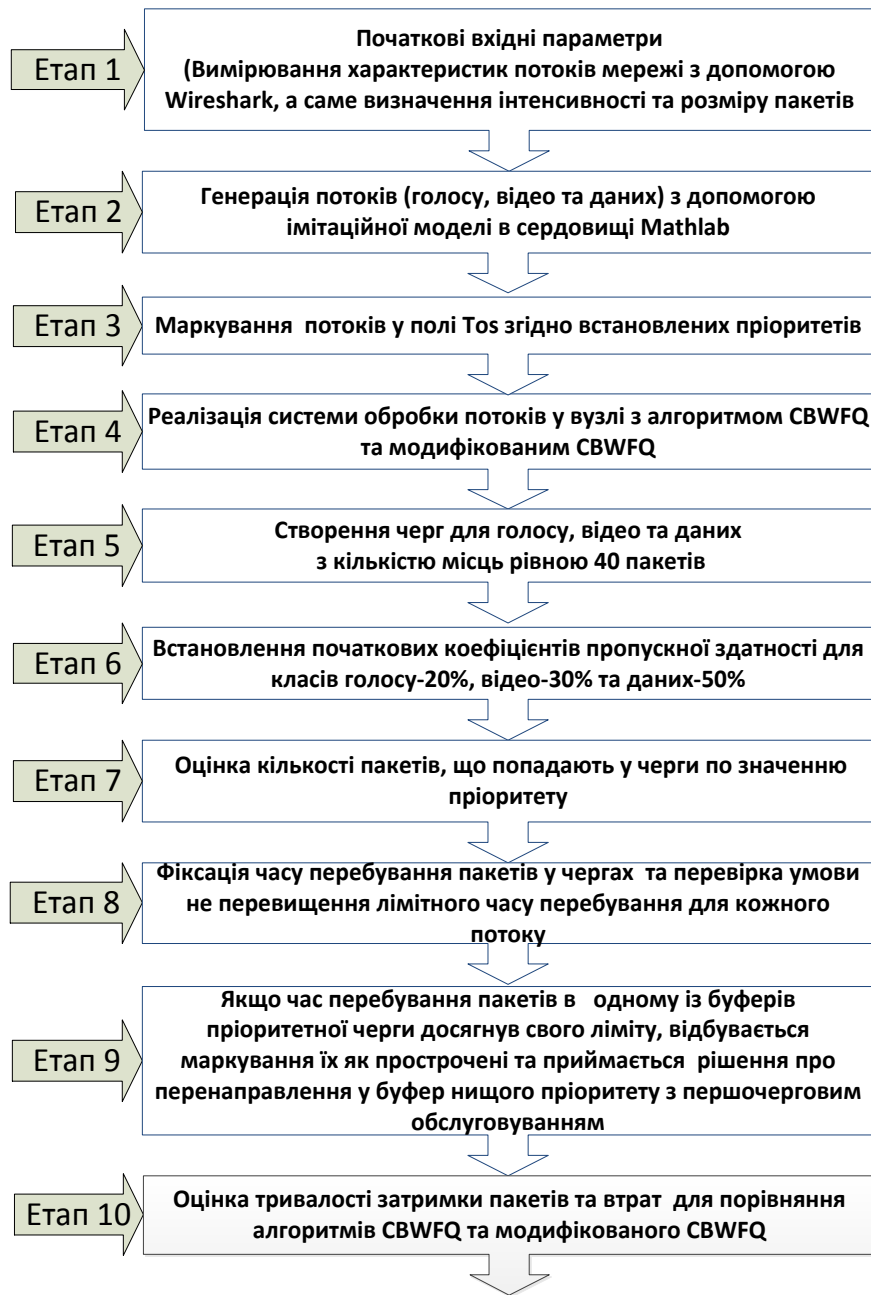 Етап 1
Початкові вхідні параметри
(Вимірювання характеристик потоків мережі з допомогою
Wireshark, а саме визначення інтенсивності та розміру пакетів
Етап 2
Генерація потоків (голосу, відео та даних) з допомогою
імітаційної моделі в сердовищі Mathlab
Етап 3
Маркування потоків у полі Tos згідно встановлених пріоритетів
Етап 4
Реалізація системи обробки потоків у вузлі з алгоритмом CBWFQ
та модифікованим CBWFQ
Етап 5
Створення черг для голосу, відео та даних
з кількістю місць рівною 40 пакетів
Етап 6
Встановлення початкових коефіцієнтів пропускної здатності для
класів голосу-20%, відео-30% та даних-50%
Етап 7
Оцінка кількості пакетів, що попадають у черги по значенню
пріоритету
Етап 8
Фіксація часу перебування пакетів у чергах та перевірка умови
не перевищення лімітного часу перебування для кожного
потоку
Етап 9
Якщо час перебування пакетів в одному із буферів
пріоритетної черги досягнув свого ліміту, відбувається
маркування їх як прострочені та приймається рішення про
перенаправлення у буфер нищого пріоритету з першочерговим
обслуговуванням
Етап 10
Оцінка тривалості затримки пакетів та втрат для порівняння
алгоритмів CBWFQ та модифікованого CBWFQ